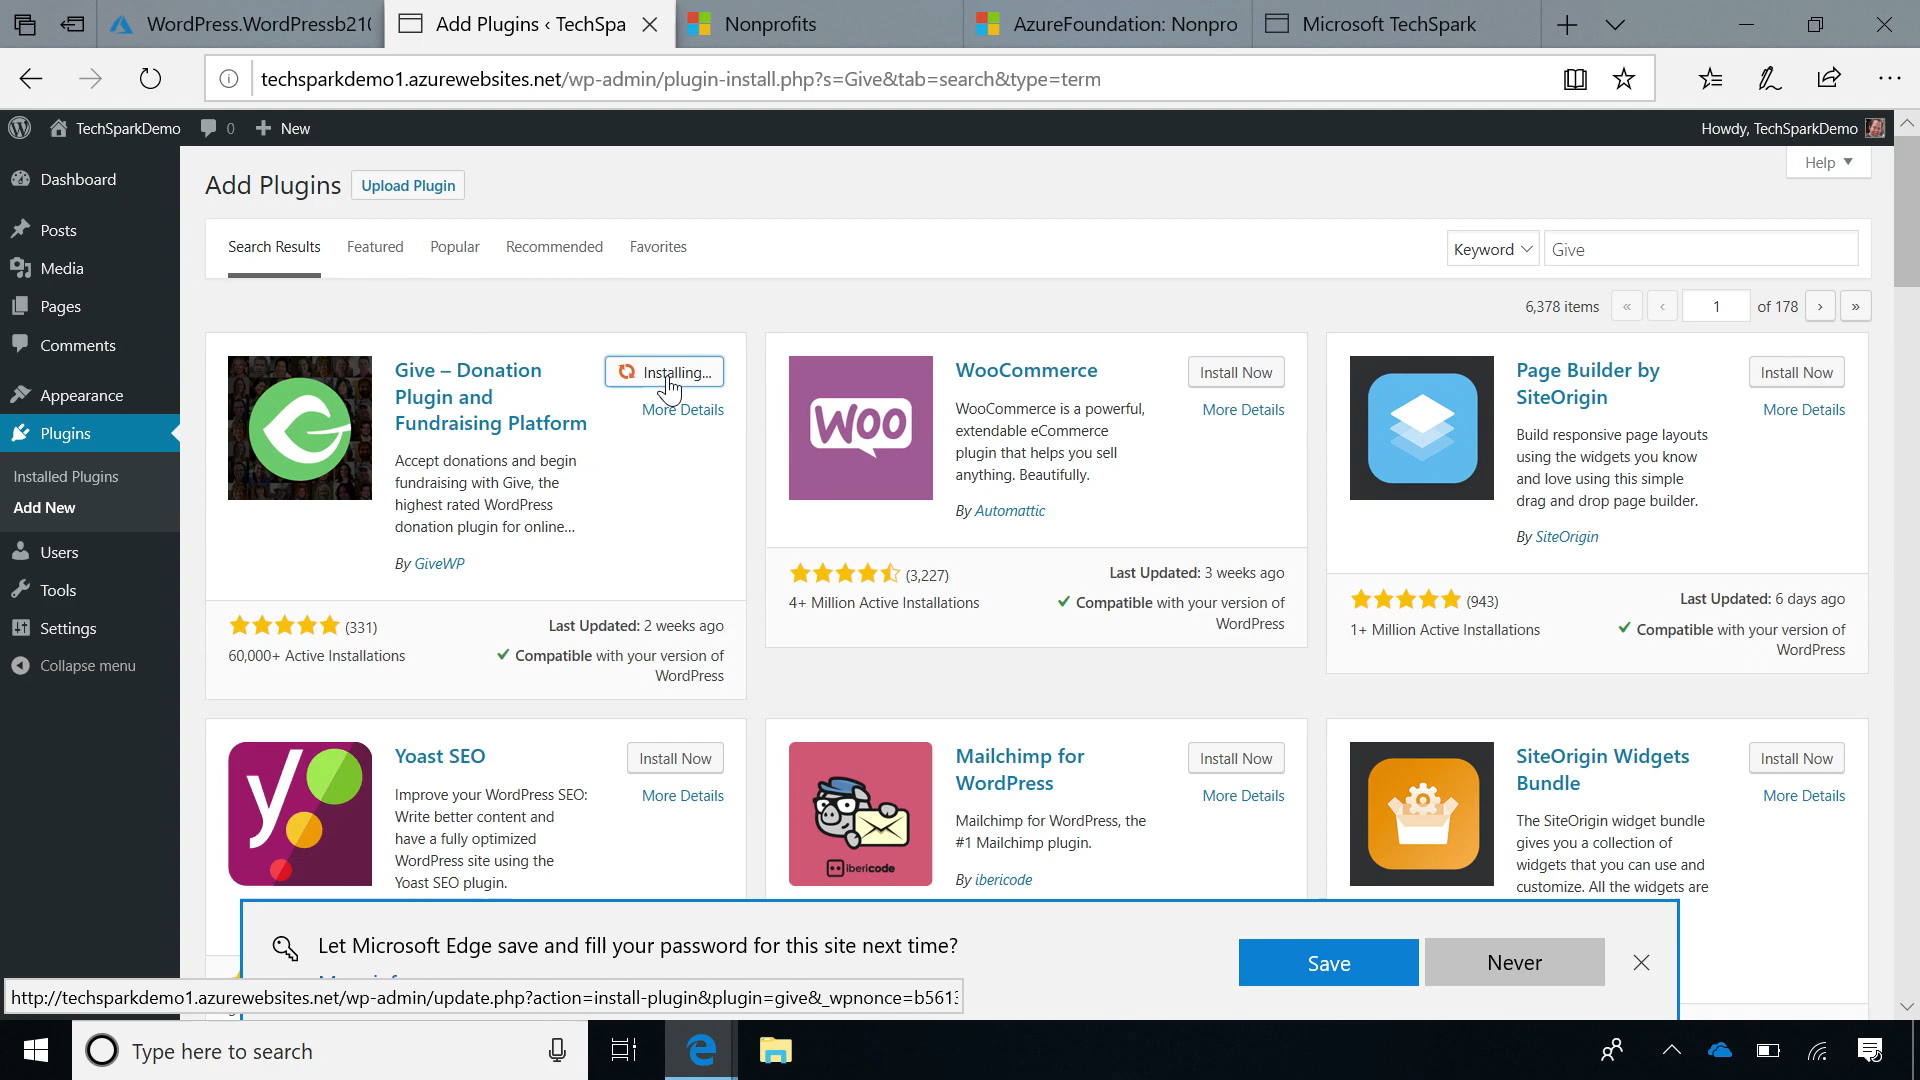 WordPress.WordPressb210
Add Plugins ‹ TechSpa
Nonprofits
AzureFoundation: Nonpro
Microsoft TechSpark
techsparkdemo1.azurewebsites.net/wp-admin/plugin-install.php?s=Give&tab=search&type=term
TechSparkDemo
0
New
Howdy, TechSparkDemo
Help
Dashboard
Posts
Media
Pages
Comments
Appearance
Plugins
Installed Plugins
Add New
Users
Tools
Settings
Collapse menu
Add Plugins
Upload Plugin
Search Results
Featured
Popular
Recommended
Favorites
Keyword
Give
6,378 items
«
‹
1
of 178
›
»
Give – Donation
Plugin and
Fundraising Platform
Installing...
More Details
Accept donations and begin
fundraising with Give, the
highest rated WordPress
donation plugin for online...
By GiveWP
(331)
60,000+ Active Installations
Last Updated: 2 weeks ago
Compatible with your version of
WordPress
WOO
WooCommerce
Install Now
More Details
WooCommerce is a powerful,
extendable eCommerce
plugin that helps you sell
anything. Beautifully.
By Automattic
(3,227)
4+ Million Active Installations
Last Updated: 3 weeks ago
Compatible with your version of
WordPress
Page Builder by
SiteOrigin
Install Now
More Details
Build responsive page layouts
using the widgets you know
and love using this simple
drag and drop page builder.
By SiteOrigin
(943)
1+ Million Active Installations
Last Updated: 6 days ago
Compatible with your version of
WordPress
y
Yoast SEO
Install Now
More Details
Improve your WordPress SEO:
Write better content and
have a fully optimized
WordPress site using the
Yoast SEO plugin.
ibericode
Mailchimp for
WordPress
Install Now
More Details
Mailchimp for WordPress, the
#1 Mailchimp plugin.
By ibericode
SiteOrigin Widgets
Bundle
Install Now
More Details
The SiteOrigin widget bundle
gives you a collection of
widgets that you can use and
customize. All the widgets are
Let Microsoft Edge save and fill your password for this site next time?
Save
Never
http://techsparkdemo1.azurewebsites.net/wp-admin/update.php?action=install-plugin&plugin=give&_wpnonce=b561
Type here to search